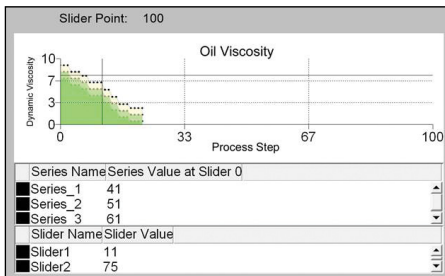 Slider Point: 100
Oil Viscosity
Dynamic Viscosity
10
7
3
0
0 33 67 100
Process Step
Series Name Series Value at Slider 0
Series_1 41
Series_2 51
Series_3 61
Slider Name Slider Value
Slider1 11
Slider2 75